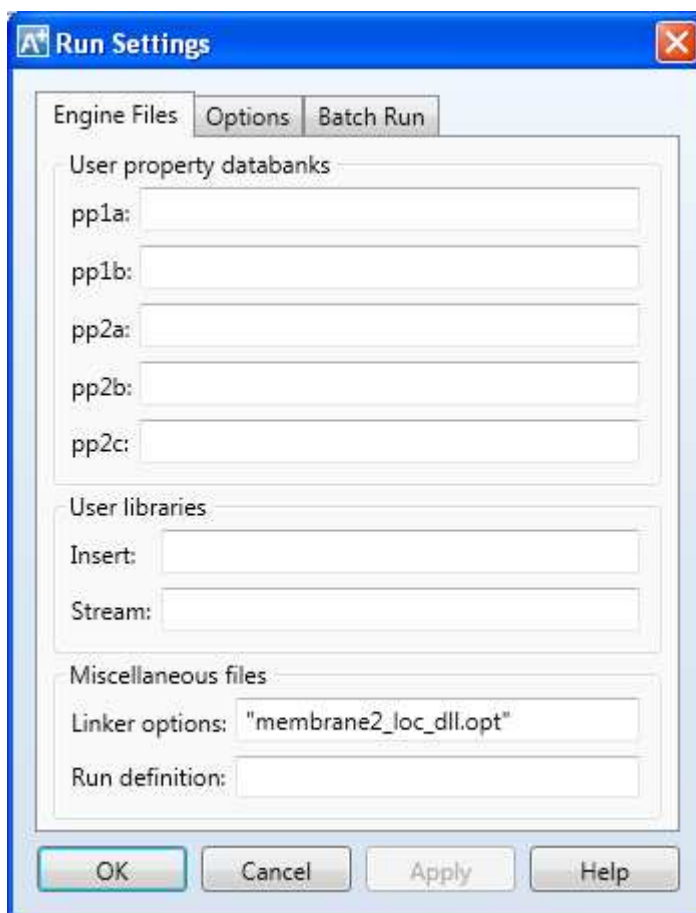 A+ Run Settings
Engine Files Options Batch Run
User property databanks
pp1a:
pp1b:
pp2a:
pp2b:
pp2c:
User libraries
Insert:
Stream:
Miscellaneous files
Linker options: "membrane2_loc_dll.opt"
Run definition:
OK Cancel Apply Help